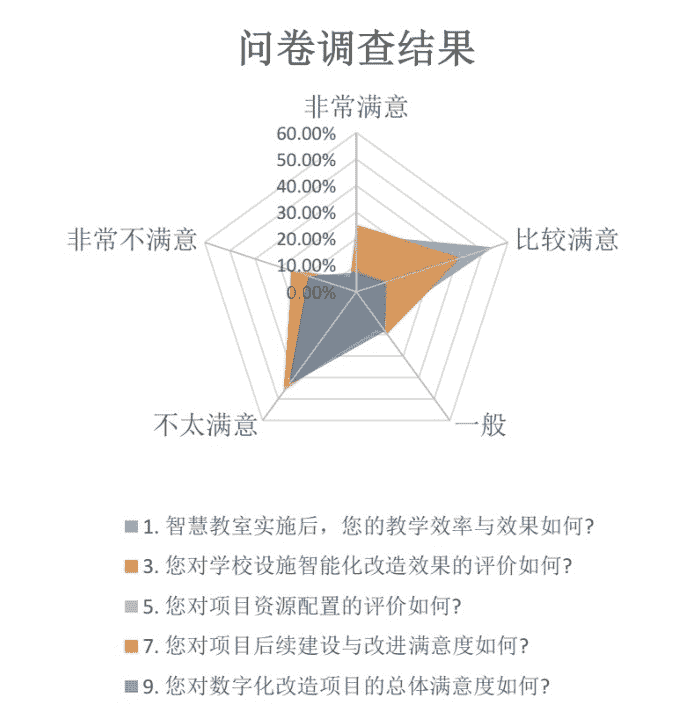 问卷调查结果
非常满意
60.00%
50.00%
40.00%
30.00%
20.00%
10.00%
0.00%
非常不满意
比较满意
不太满意
一般
1. 智慧教室实施后，您的教学效率与效果如何?
3. 您对学校设施智能化改造效果的评价如何?
5. 您对项目资源配置的评价如何?
7. 您对项目后续建设与改进满意度如何?
9. 您对数字化改造项目的总体满意度如何?